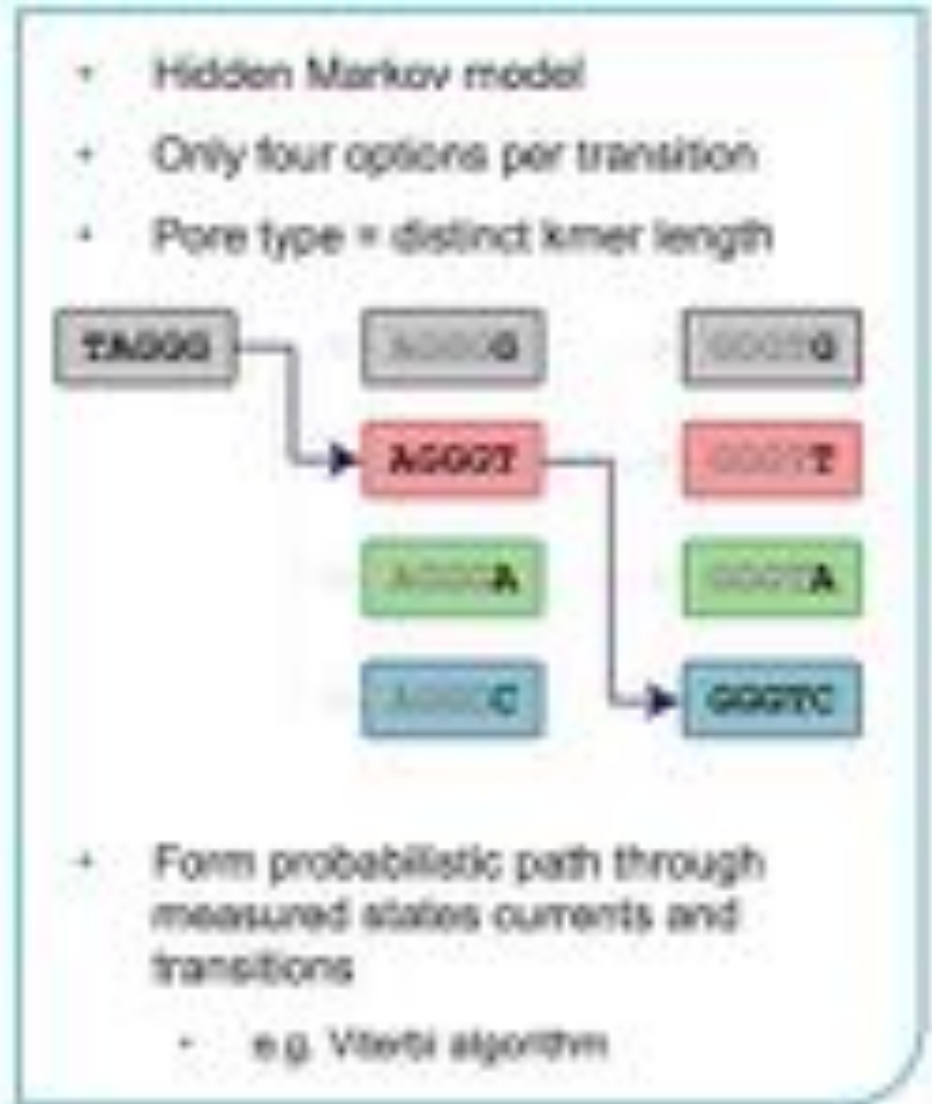 Hidden Markov model
Only four options per transition
Pore type = distinct kmer length
TAGGG
AGGGG
GGGTG
AGGGT
GGGTT
AGGGA
GGGTA
AGGGC
GGGTC
Form probabilistic path through
measured states currents and
transitions
e.g. Viterbi algorithm